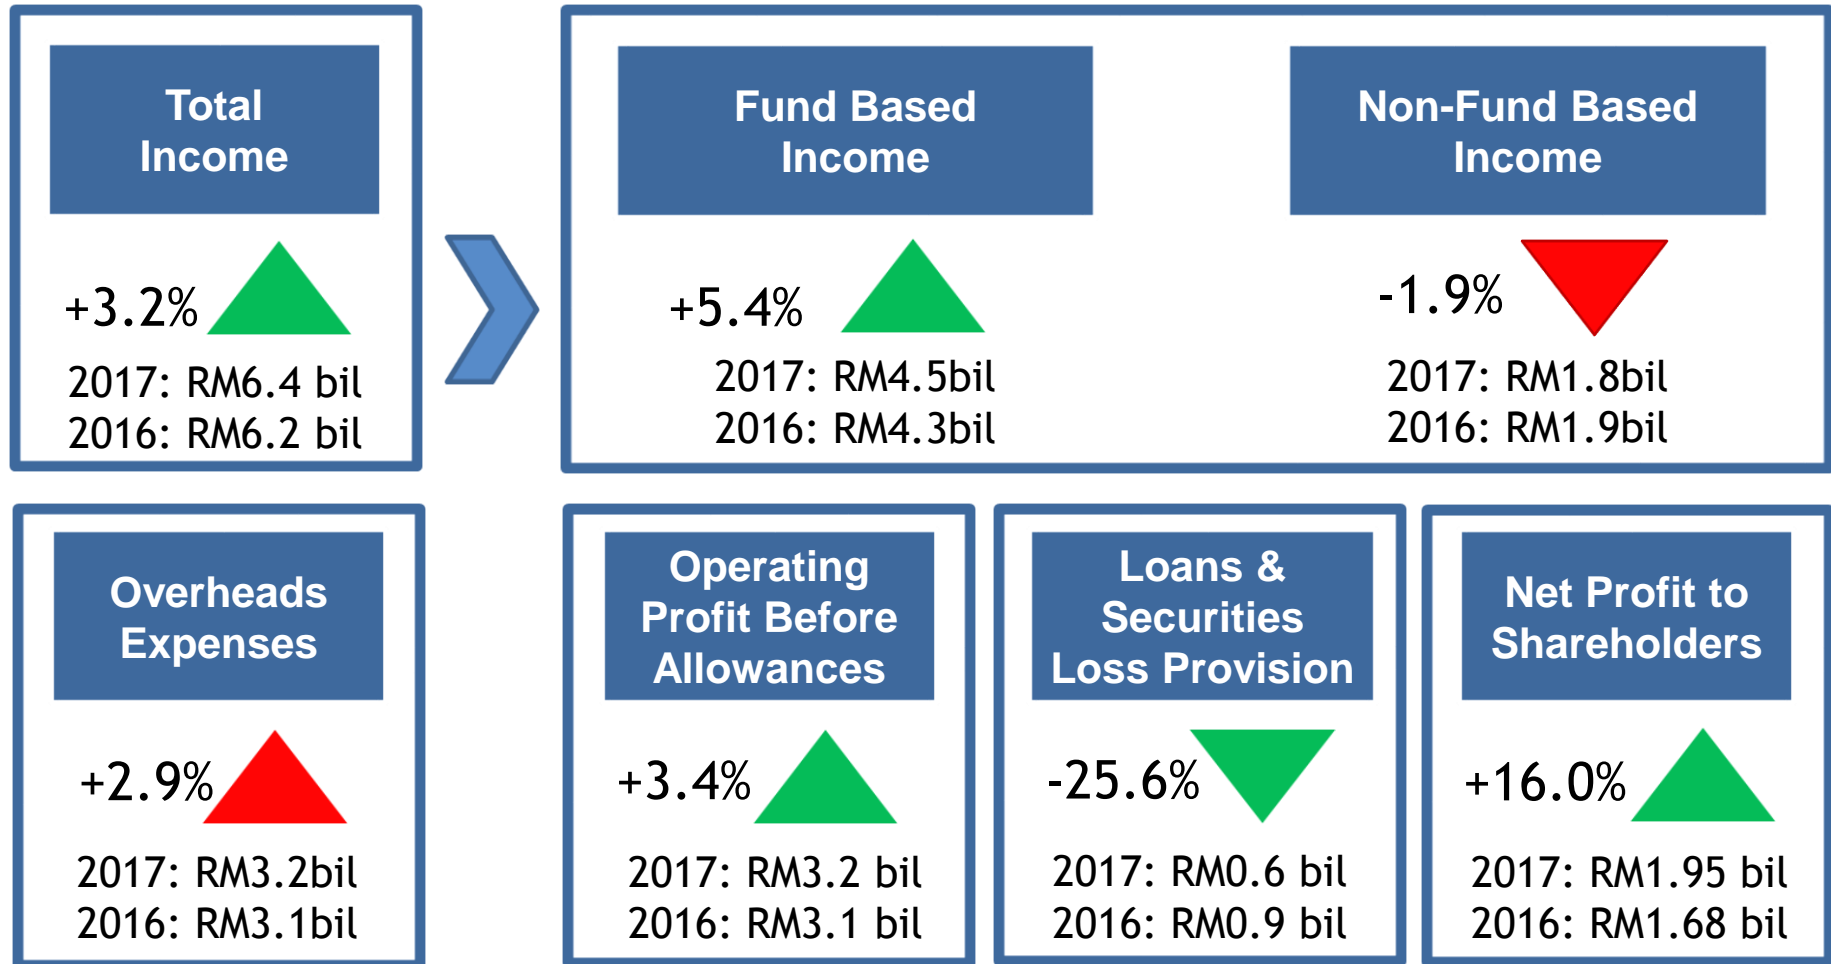 Total
Income
+3.2%
2017: RM6.4 bil
2016: RM6.2 bil
Fund Based
Income
+5.4%
2017: RM4.5bil
2016: RM4.3bil
Non-Fund Based
Income
-1.9%
2017: RM1.8bil
2016: RM1.9bil
Overheads
Expenses
+2.9%
2017: RM3.2bil
2016: RM3.1bil
Operating
Profit Before
Allowances
+3.4%
2017: RM3.2 bil
2016: RM3.1 bil
Loans &
Securities
Loss Provision
-25.6%
2017: RM0.6 bil
2016: RM0.9 bil
Net Profit to
Shareholders
+16.0%
2017: RM1.95 bil
2016: RM1.68 bil